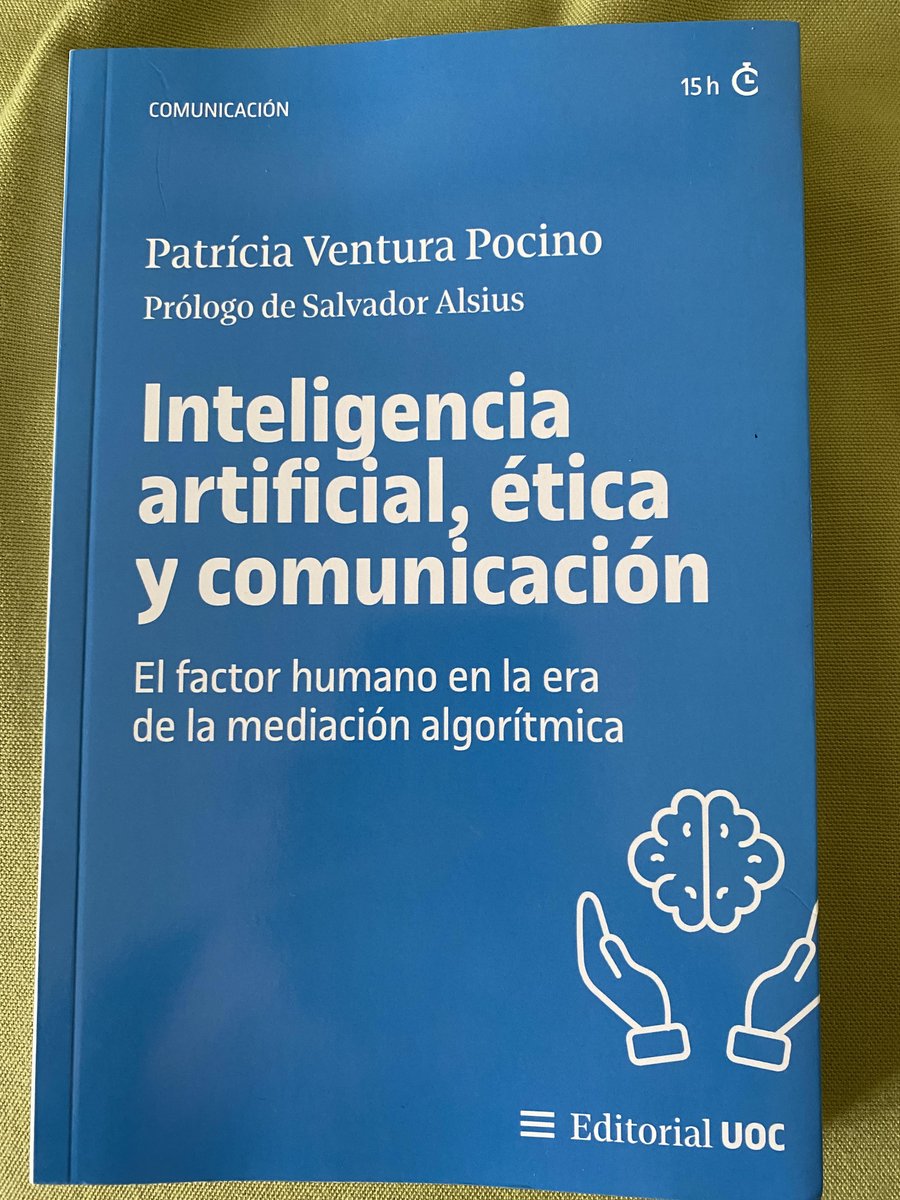 COMUNICACIÓN
15 h
Patrícia Ventura Pocino
Prólogo de Salvador Alsius
Inteligencia
artificial, ética
y comunicación
El factor humano en la era
de la mediación algorítmica
Editorial UOC